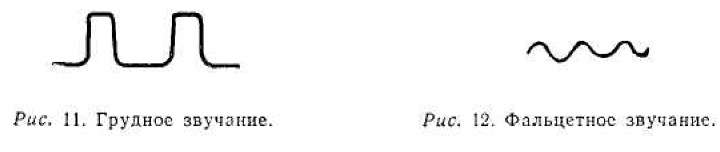 Рис. 11. Грудное звучание.
Рис. 12. Фальцетное звучание.